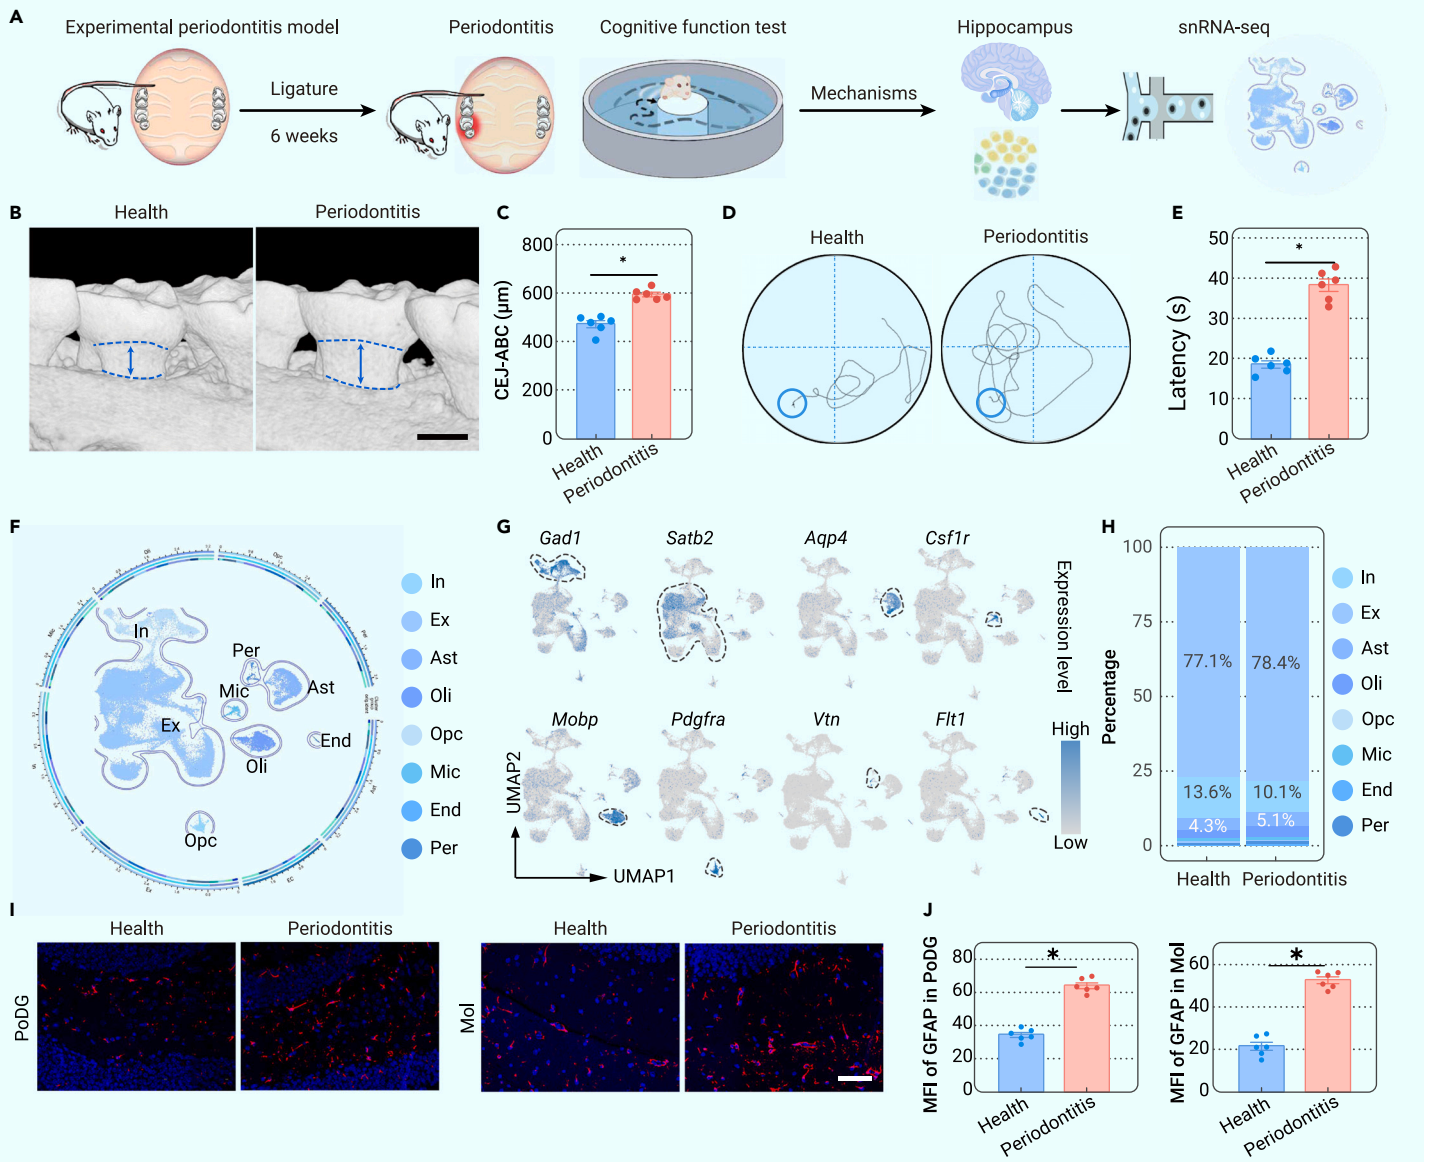 A
Experimental periodontitis model
Periodontitis
Cognitive function test
Hippocampus
snRNA-seq
Ligature
6 weeks
Mechanisms
B
Health
Periodontitis
C
CEJ-ABC (μm)
800
600
400
200
0
*
Health
Periodontitis
D
Health
Periodontitis
E
Latency (s)
50
40
30
20
10
0
*
Health
Periodontitis
F
In
Per
Ast
Mic
Ex
Oli
End
Opc
In
Ex
Ast
Oli
Opc
Mic
End
Per
G
Gad1
Satb2
Aqp4
Csf1r
Mobp
Pdgfra
Vtn
Flt1
UMAP2
UMAP1
Expression level
High
Low
H
Percentage
100
75
50
25
0
77.1%
78.4%
13.6%
10.1%
4.3%
5.1%
Health
Periodontitis
In
Ex
Ast
Oli
Opc
Mic
End
Per
I
Health
Periodontitis
PoDG
Health
Periodontitis
Mol
J
MFI of GFAP in PoDG
80
60
40
20
0
*
Health
Periodontitis
MFI of GFAP in Mol
60
40
20
0
*
Health
Periodontitis